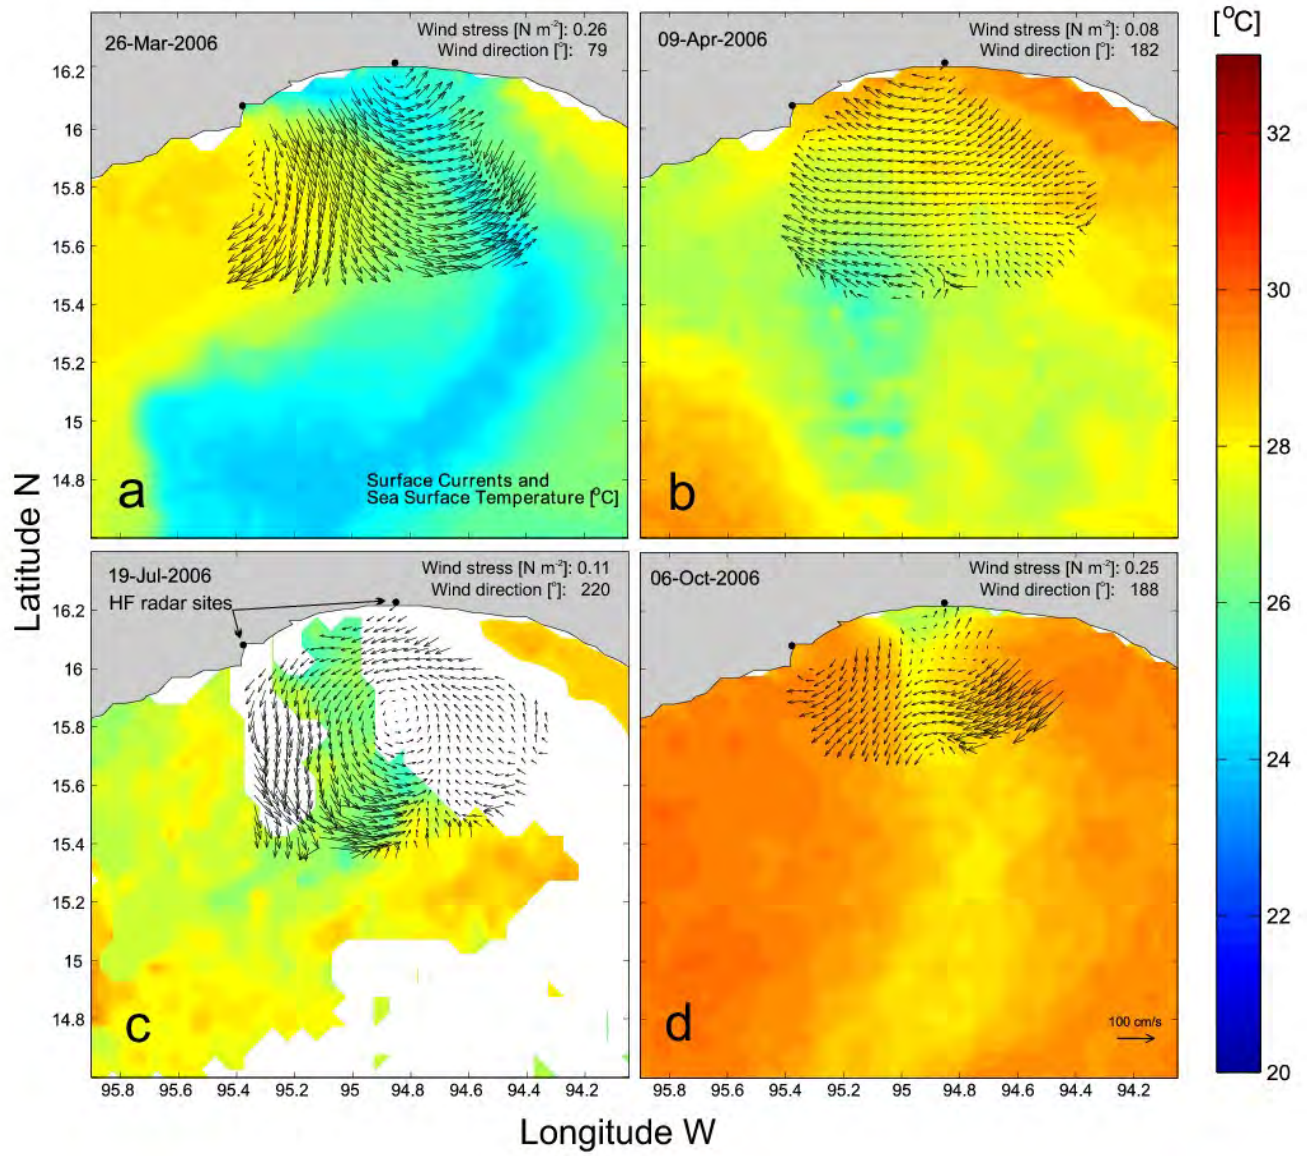 [°C]
26-Mar-2006
Wind stress [N m⁻²]: 0.26
Wind direction [°]: 79
09-Apr-2006
Wind stress [N m⁻²]: 0.08
Wind direction [°]: 182
16.2
16
15.8
15.6
15.4
15.2
15
14.8
a
Surface Currents and
Sea Surface Temperature [°C]
b
32
30
28
26
24
22
20
Latitude N
19-Jul-2006
HF radar sites
Wind stress [N m⁻²]: 0.11
Wind direction [°]: 220
06-Oct-2006
Wind stress [N m⁻²]: 0.25
Wind direction [°]: 188
16.2
16
15.8
15.6
15.4
15.2
15
14.8
c
d
100 cm/s
95.8 95.6 95.4 95.2 95 94.8 94.6 94.4 94.2
95.8 95.6 95.4 95.2 95 94.8 94.6 94.4 94.2
Longitude W